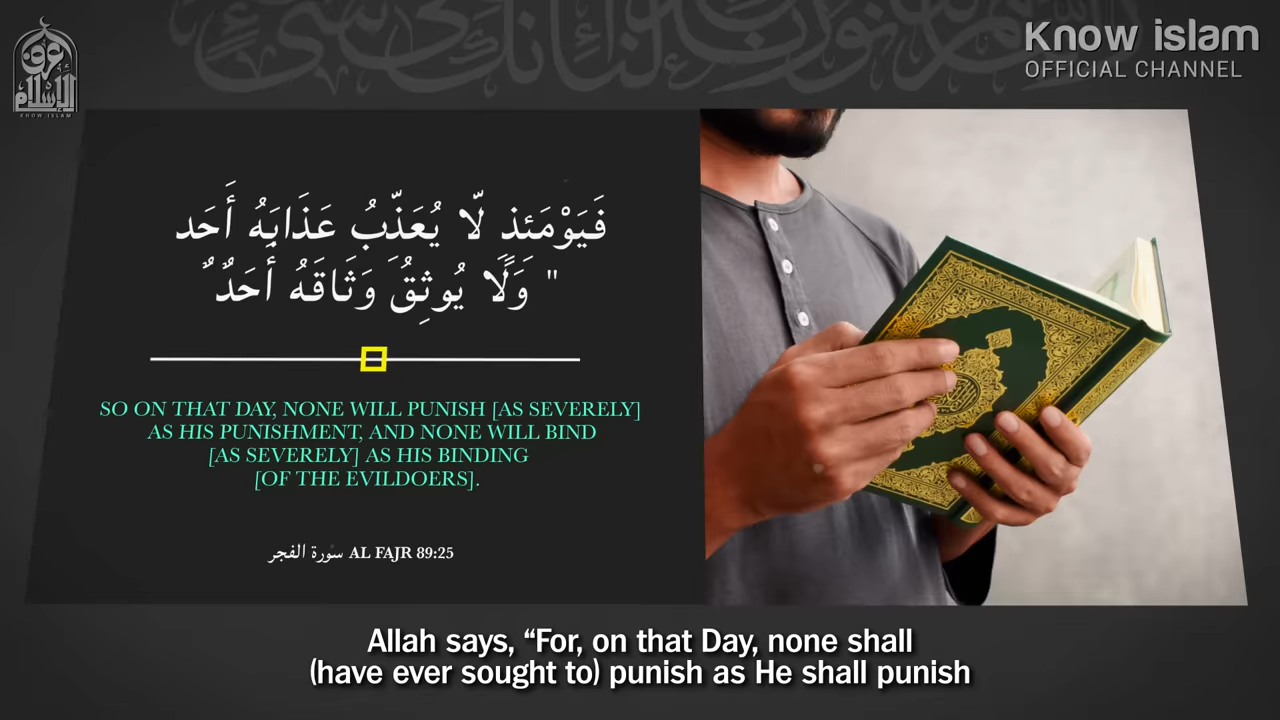 KNOW ISLAM
Know islam
OFFICIAL CHANNEL
فَيَوْمَئِذٍ لَّا يُعَذِّبُ عَذَابَهُ أَحَد
" وَلَا يُوثِقُ وَثَاقَهُ أَحَدٌ
SO ON THAT DAY, NONE WILL PUNISH [AS SEVERELY]
AS HIS PUNISHMENT, AND NONE WILL BIND
[AS SEVERELY] AS HIS BINDING
[OF THE EVILDOERS].
سورة الفجر AL FAJR 89:25
Allah says, “For, on that Day, none shall
(have ever sought to) punish as He shall punish